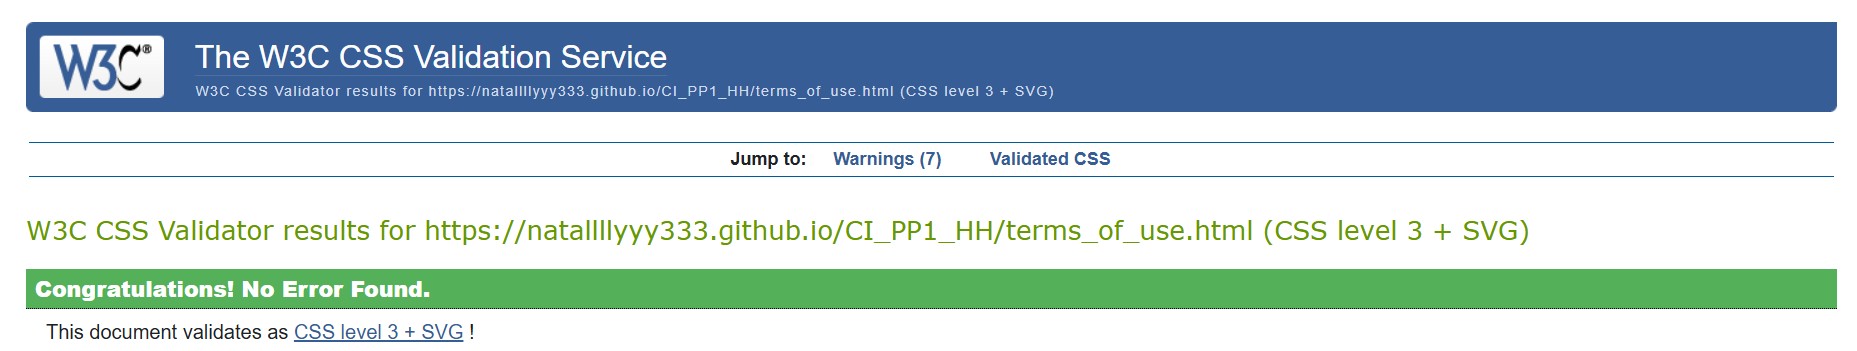 W3C®
The W3C CSS Validation Service
W3C CSS Validator results for https://natallllyyy333.github.io/CI_PP1_HH/terms_of_use.html (CSS level 3 + SVG)
Jump to: Warnings (7) Validated CSS
W3C CSS Validator results for https://natallllyyy333.github.io/CI_PP1_HH/terms_of_use.html (CSS level 3 + SVG)
Congratulations! No Error Found.
This document validates as CSS level 3 + SVG !